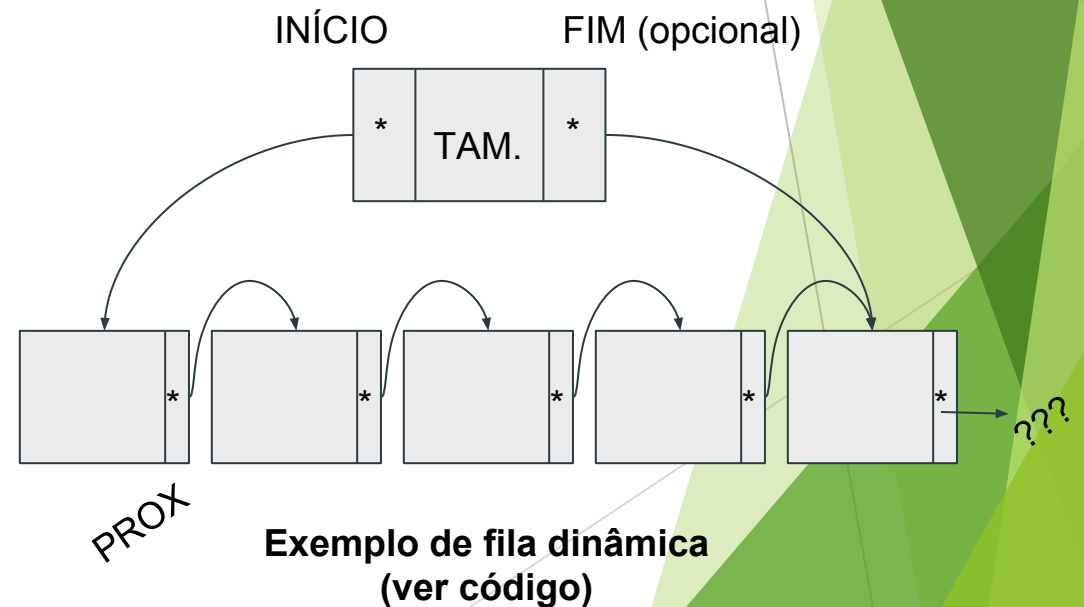 INÍCIO FIM (opcional)
* TAM. *
* * * * *
???
PROX
Exemplo de fila dinâmica
(ver código)